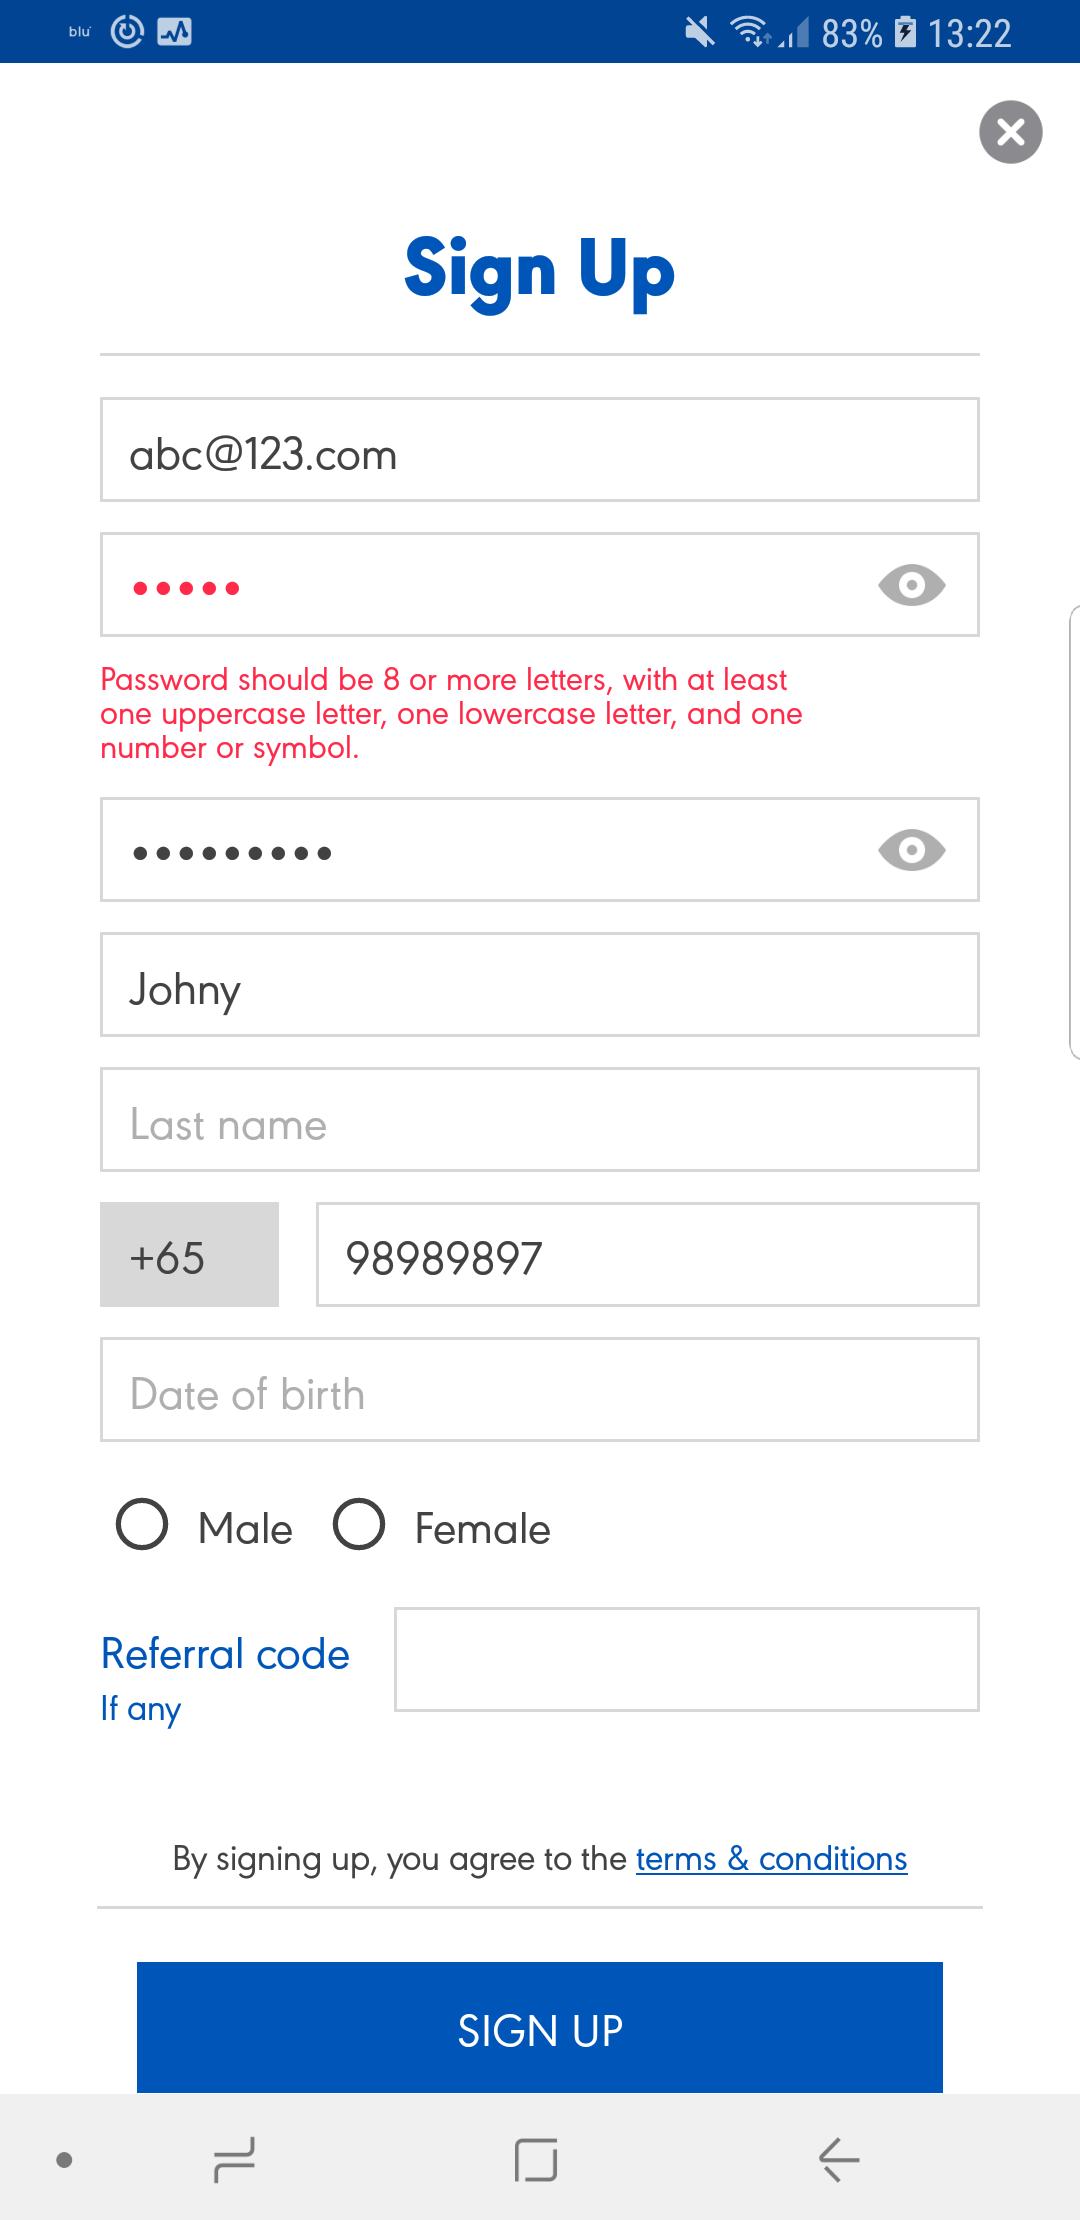 blu 83% 13:22
Sign Up
abc@123.com
•••••
Password should be 8 or more letters, with at least
one uppercase letter, one lowercase letter, and one
number or symbol.
•••••••••
Johny
Last name
+65 98989897
Date of birth
Male Female
Referral code
If any
By signing up, you agree to the terms & conditions
SIGN UP